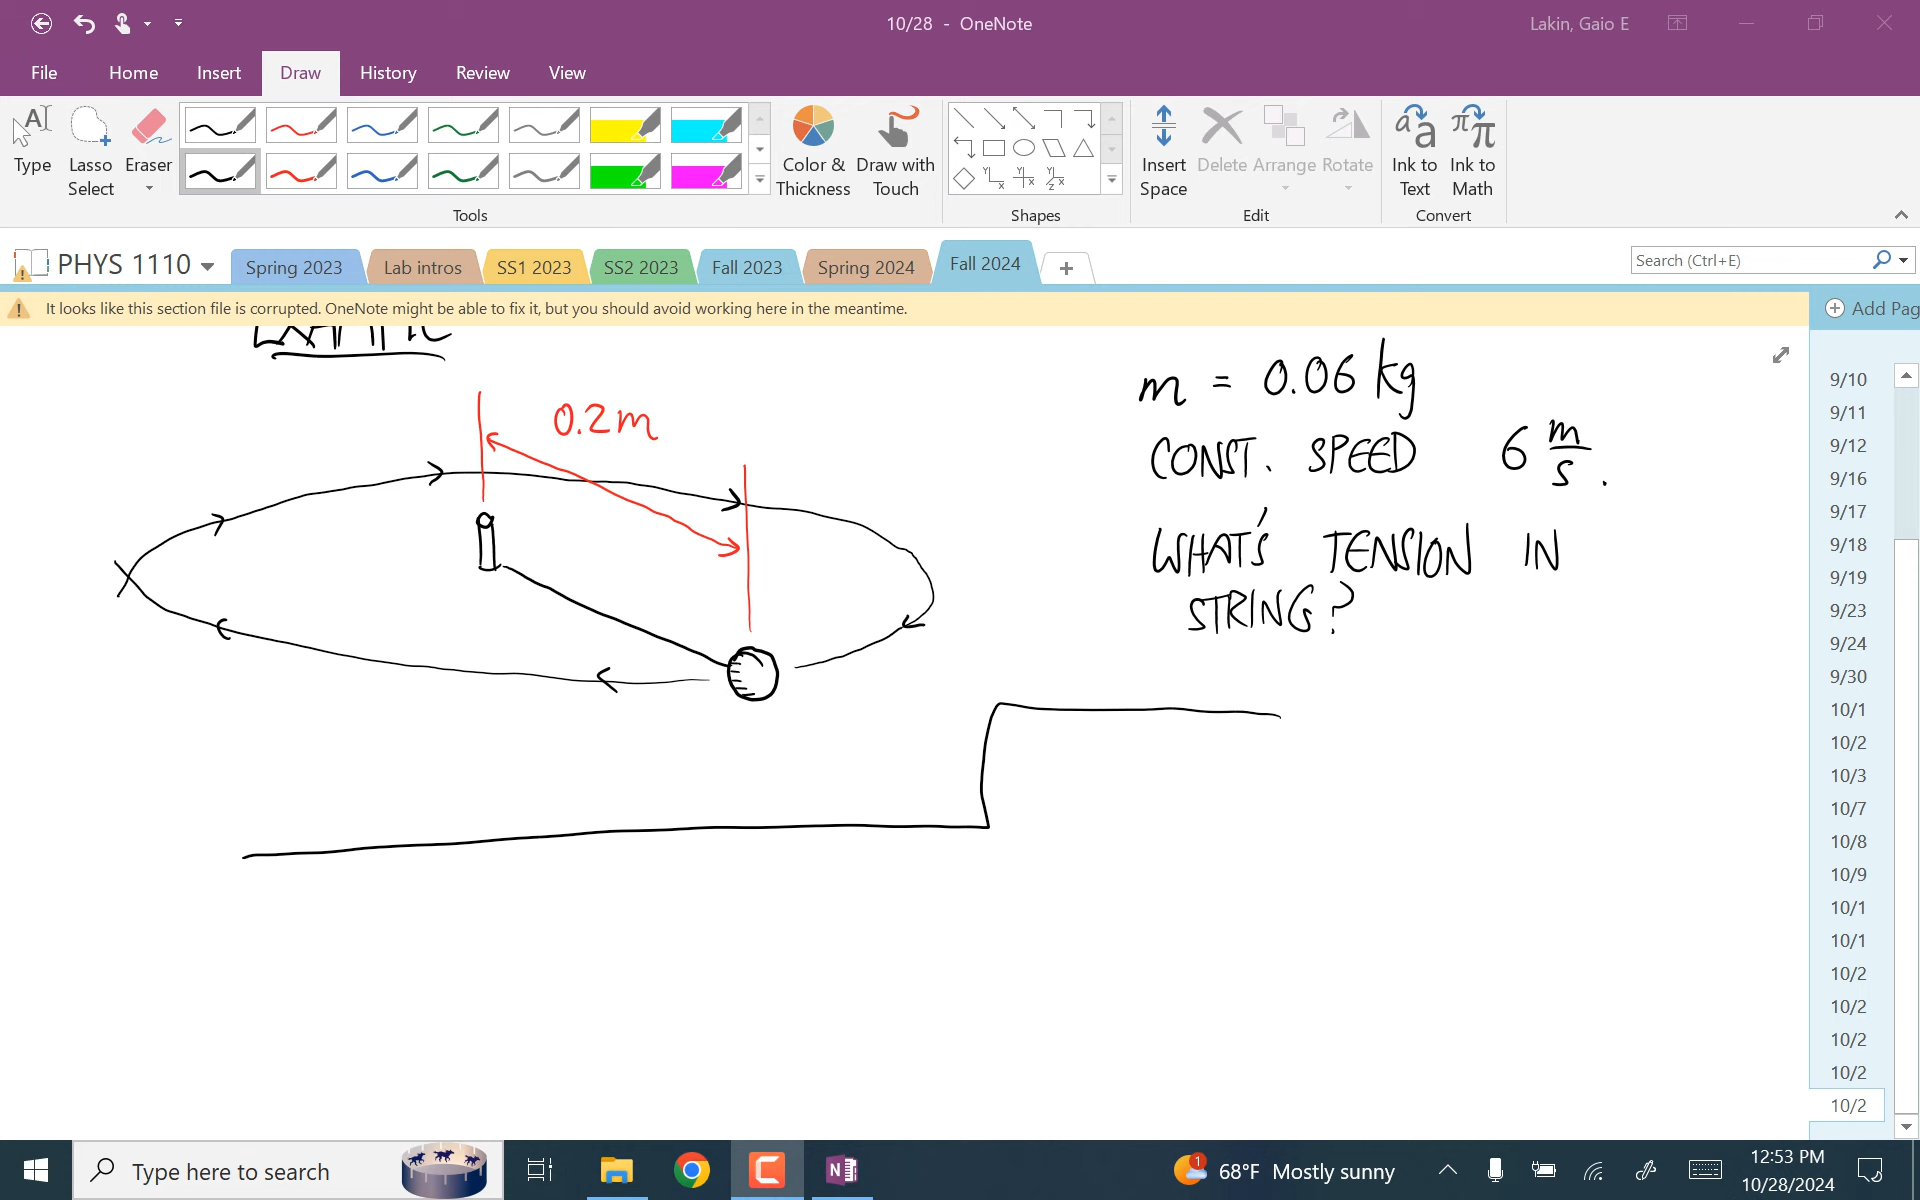 10/28 - OneNote
Lakin, Gaio E
File Home Insert Draw History Review View
Type
Lasso Select
Eraser
Color & Thickness
Draw with Touch
Insert Space
Delete
Arrange
Rotate
Ink to Text
Ink to Math
Tools
Shapes
Edit
Convert
PHYS 1110
Spring 2023
Lab intros
SS1 2023
SS2 2023
Fall 2023
Spring 2024
Fall 2024
Search (Ctrl+E)
It looks like this section file is corrupted. OneNote might be able to fix it, but you should avoid working here in the meantime.
Add Pag
0.2m
m = 0.06 kg
CONST. SPEED 6 m/s.
WHAT'S TENSION IN
STRING?
9/10
9/11
9/12
9/16
9/17
9/18
9/19
9/23
9/24
9/30
10/1
10/2
10/3
10/7
10/8
10/9
10/1
10/1
10/2
10/2
10/2
10/2
10/2
Type here to search
68°F Mostly sunny
12:53 PM
10/28/2024